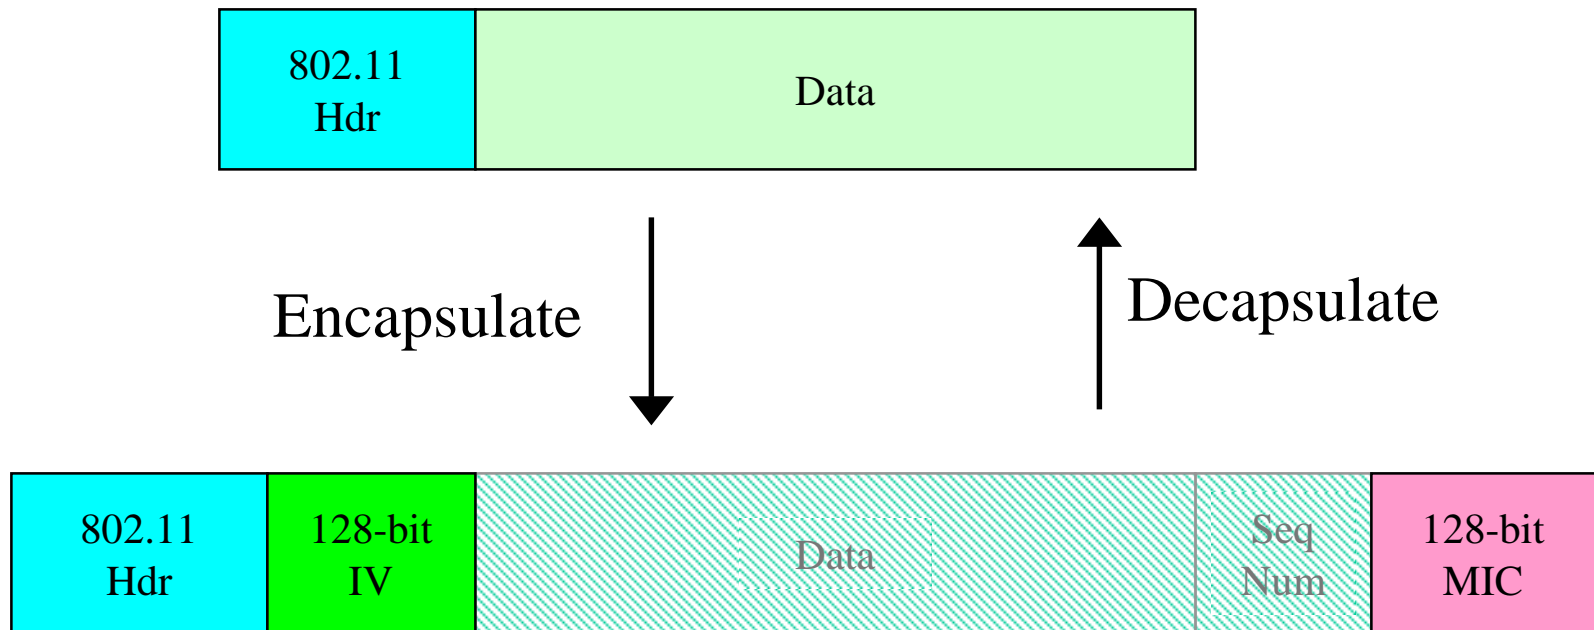 802.11
Hdr
Data
Encapsulate
Decapsulate
802.11
Hdr
128-bit
IV
Data
Seq
Num
128-bit
MIC